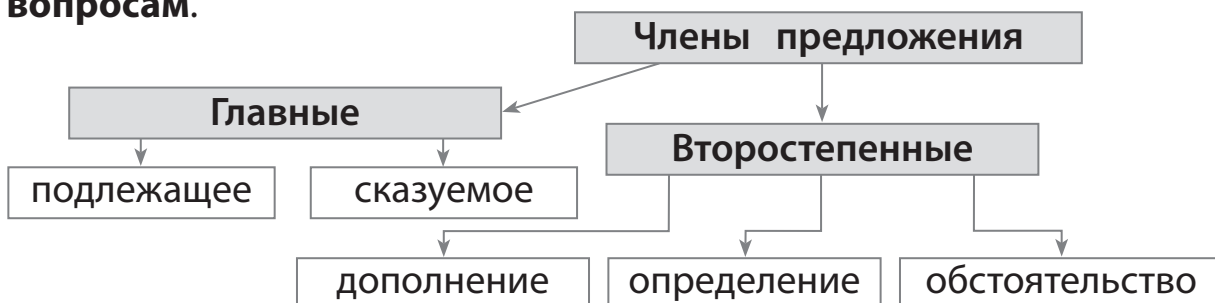 вопросам.
Члены предложения
Главные
Второстепенные
подлежащее сказуемое
дополнение определение обстоятельство